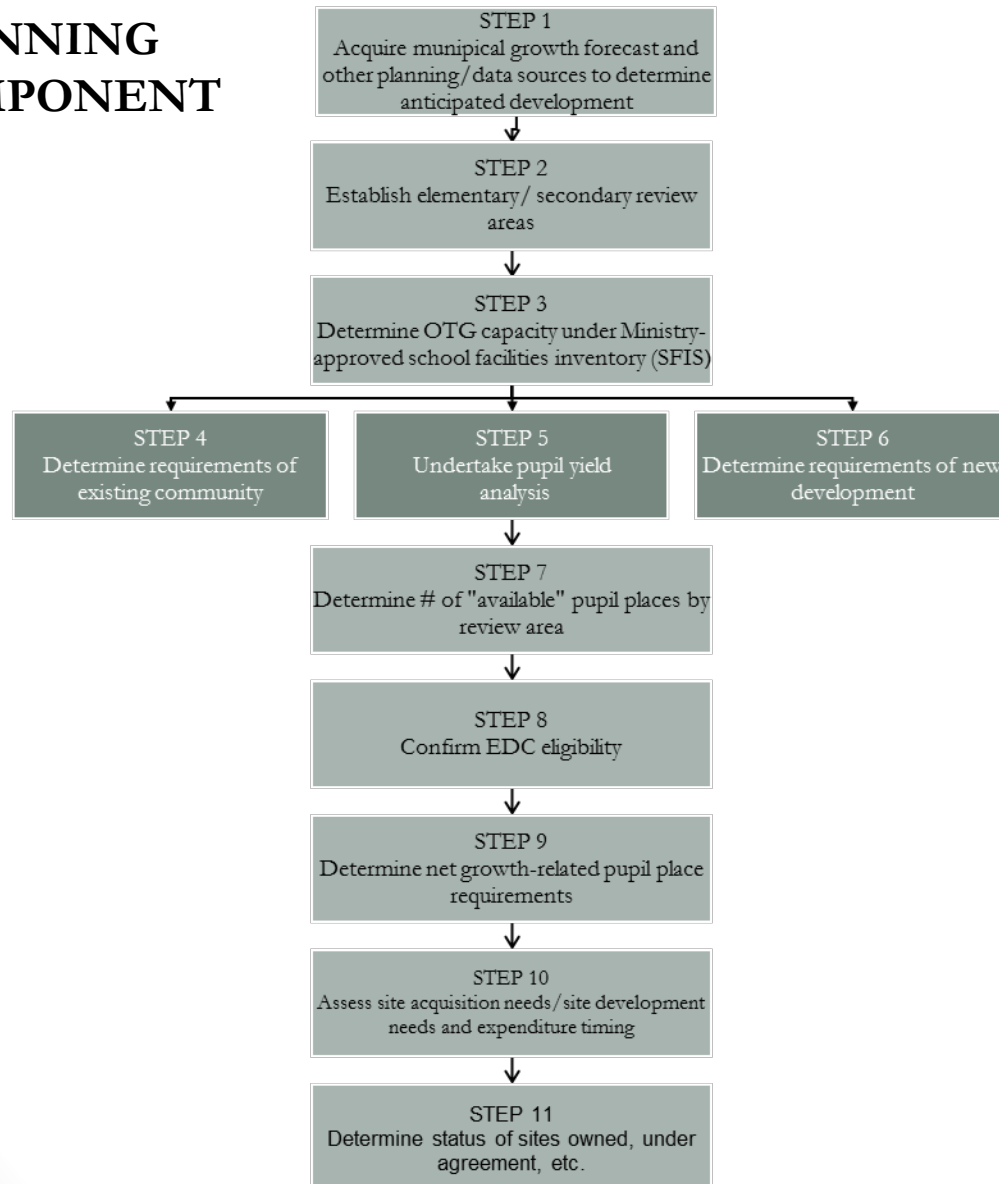 NNING
MPONENT
STEP 1
Acquire munipical growth forecast and
other planning/data sources to determine
anticipated development
STEP 2
Establish elementary/ secondary review
areas
STEP 3
Determine OTG capacity under Ministry-
approved school facilities inventory (SFIS)
STEP 4
Determine requirements of
existing community
STEP 5
Undertake pupil yield
analysis
STEP 6
Determine requirements of new
development
STEP 7
Determine # of "available" pupil places by
review area
STEP 8
Confirm EDC eligibility
STEP 9
Determine net growth-related pupil place
requirements
STEP 10
Assess site acquisition needs/site development
needs and expenditure timing
STEP 11
Determine status of sites owned, under
agreement, etc.